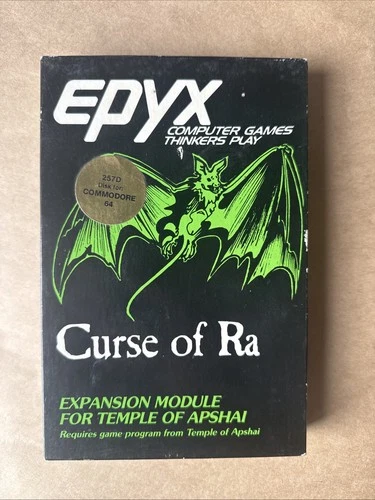 EPYX
COMPUTER GAMES
THINKERS PLAY
257D
Disk for
COMMODORE
64
Curse of Ra
EXPANSION MODULE
FOR TEMPLE OF APSHAI
Requires game program from Temple of Apshai